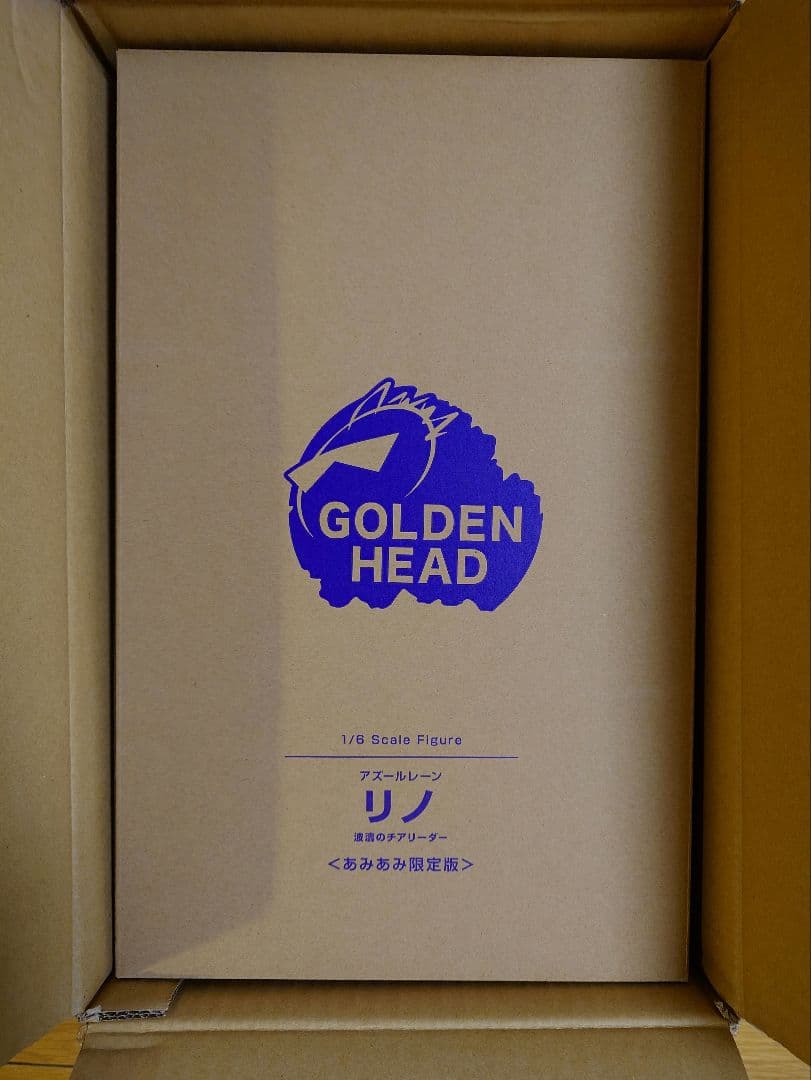 GOLDEN
HEAD
1/6 Scale Figure
アズールレーン
リノ
波濤のチアリーダー
＜あみあみ限定版＞